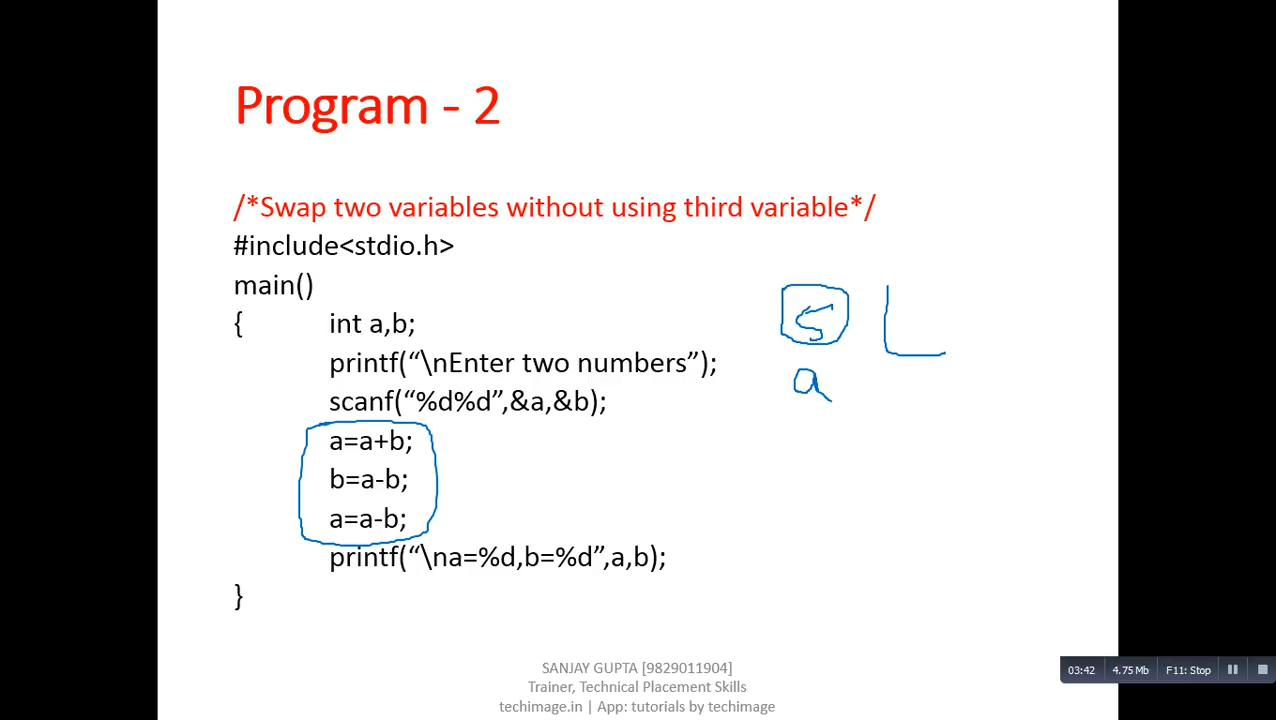 Program - 2
/*Swap two variables without using third variable*/
#include<stdio.h>
main()
{ int a,b;
printf(“\nEnter two numbers”);
scanf(“%d%d”,&a,&b);
a=a+b;
b=a-b;
a=a-b;
printf(“\na=%d,b=%d”,a,b);
}
5
a
SANJAY GUPTA [9829011904]
Trainer, Technical Placement Skills
techimage.in | App: tutorials by techimage
03:42 4.75 Mb F11: Stop